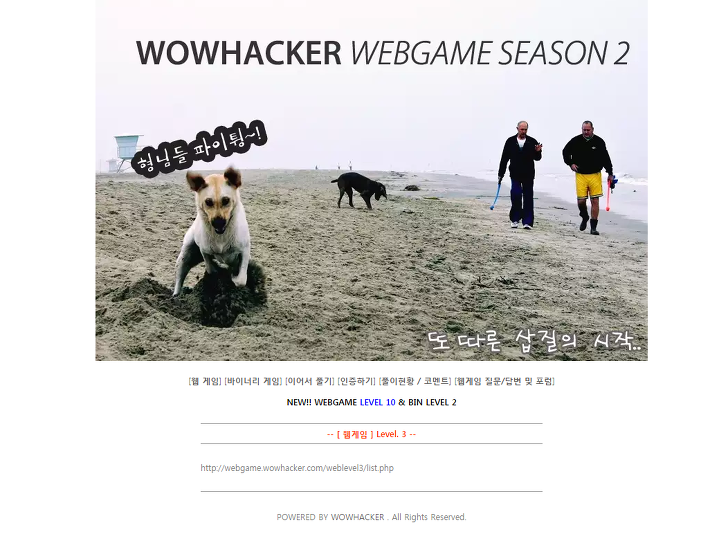 WOWHACKER WEBGAME SEASON 2
형님들 파이튕~!
또 따른 삽질의 시작..
[웹 게임] [바이너리 게임] [이어서 풀기] [인증하기] [풀이현황 / 코멘트] [웹게임 질문/답변 및 포럼]
NEW!! WEBGAME LEVEL 10 & BIN LEVEL 2
-- [ 웹게임 ] Level. 3 --
http://webgame.wowhacker.com/weblevel3/list.php
POWERED BY WOWHACKER . All Rights Reserved.